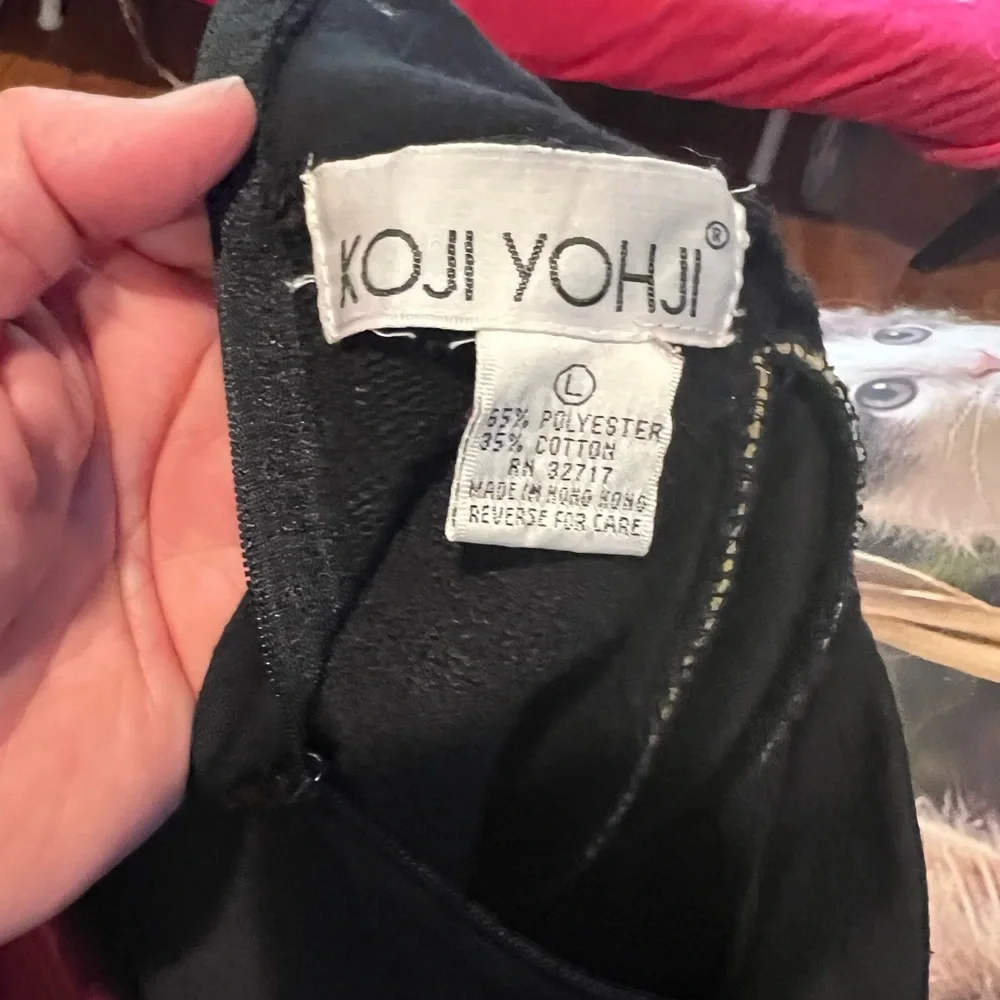 KOJI YOHJI®
L
65% POLYESTER
35% COTTON
RN 32717
MADE IN HONG KONG
REVERSE FOR CARE